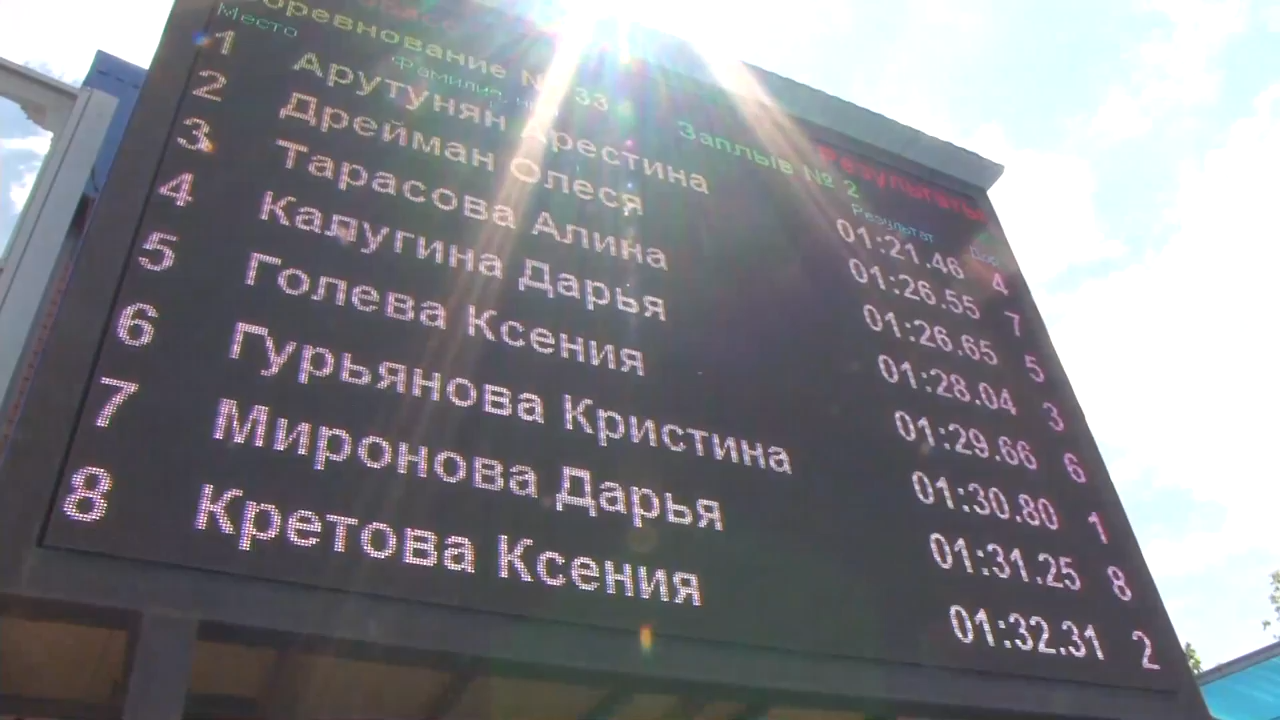 Соревнование № 33
Заплыв № 2
Результаты
Место Фамилия, Результат Дор
1 Арутунян Арестина 01:21.46 4
2 Дрейман Олеся 01:26.55 7
3 Тарасова Алина 01:26.65 5
4 Калугина Дарья 01:28.04 3
5 Голева Ксения 01:29.66 6
6 Гурьянова Кристина 01:30.80 1
7 Миронова Дарья 01:31.25 8
8 Кретова Ксения 01:32.31 2